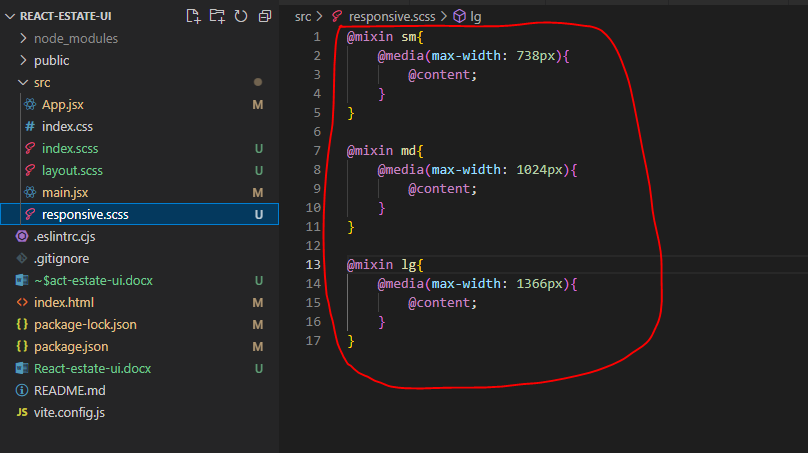 REACT-ESTATE-UI
node_modules
public
src
App.jsx M
index.css
index.scss U
layout.scss U
main.jsx M
responsive.scss U
.eslintrc.cjs
.gitignore
~$act-estate-ui.docx U
index.html M
package-lock.json M
package.json M
React-estate-ui.docx U
README.md
vite.config.js
src > responsive.scss > lg
1 @mixin sm{
2 @media(max-width: 738px){
3 @content;
4 }
5 }
6
7 @mixin md{
8 @media(max-width: 1024px){
9 @content;
10 }
11 }
12
13 @mixin lg{
14 @media(max-width: 1366px){
15 @content;
16 }
17 }